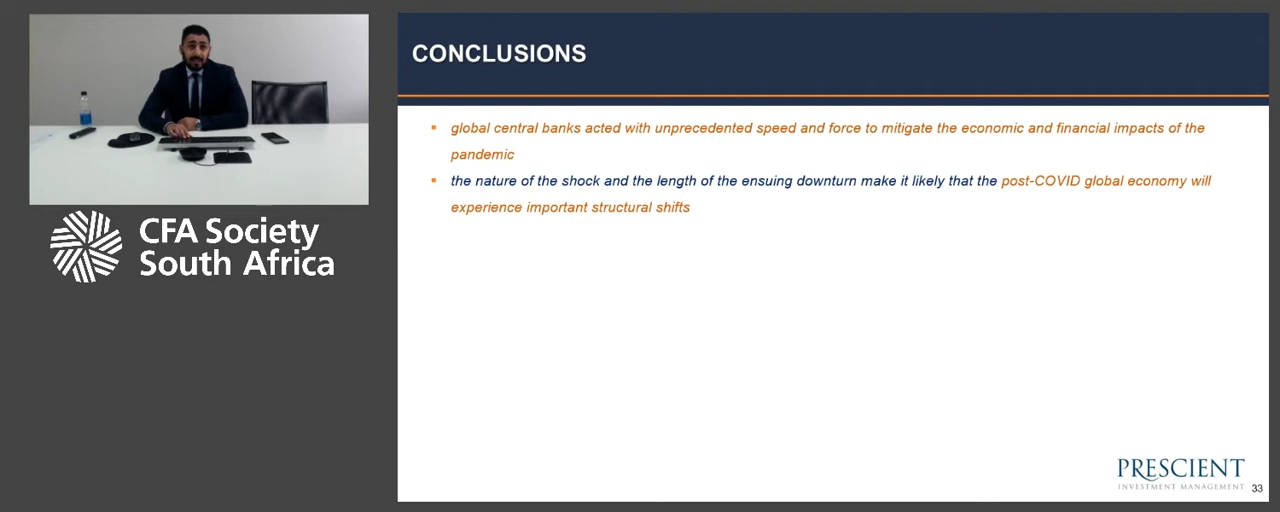 CFA Society
South Africa
CONCLUSIONS
▪ global central banks acted with unprecedented speed and force to mitigate the economic and financial impacts of the
pandemic
▪ the nature of the shock and the length of the ensuing downturn make it likely that the post-COVID global economy will
experience important structural shifts
PRESCIENT
INVESTMENT MANAGEMENT
33